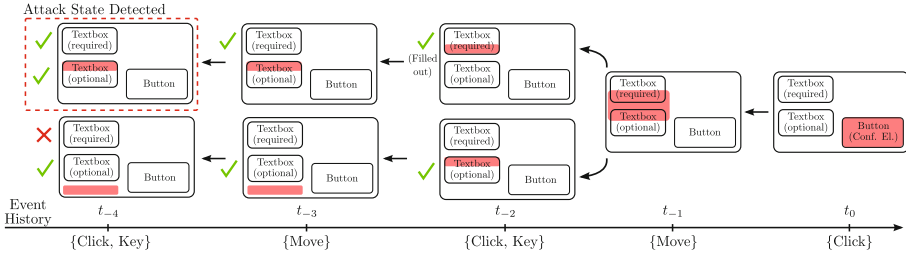 Attack State Detected
Textbox
(required)
Textbox
(optional)
Button
Textbox
(required)
Textbox
(optional)
Button
(Filled
out)
Textbox
(required)
Textbox
(optional)
Button
Textbox
(required)
Textbox
(optional)
Button
Textbox
(required)
Textbox
(optional)
Button
(Conf. El.)
Textbox
(required)
Textbox
(optional)
Button
Textbox
(required)
Textbox
(optional)
Button
Textbox
(required)
Textbox
(optional)
Button
Event
History
t₋₄ t₋₃ t₋₂ t₋₁ t₀
{Click, Key} {Move} {Click, Key} {Move} {Click}